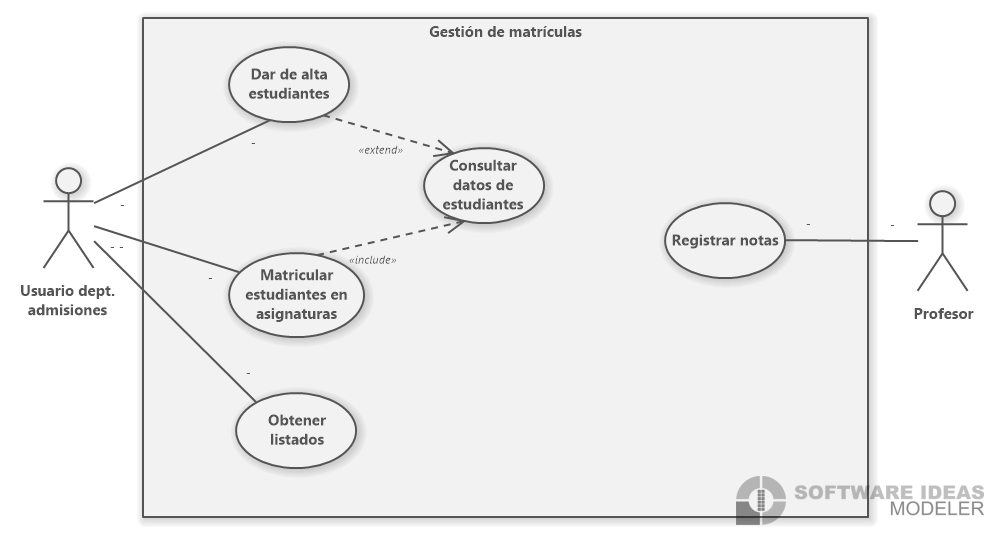 Gestión de matrículas
Dar de alta
estudiantes
-
«extend»
Consultar
datos de
estudiantes
-
- -
Usuario dept.
admisiones
-
«include»
Matricular
estudiantes en
asignaturas
-
Obtener
listados
Registrar notas
-
-
Profesor
SOFTWARE IDEAS
MODELER